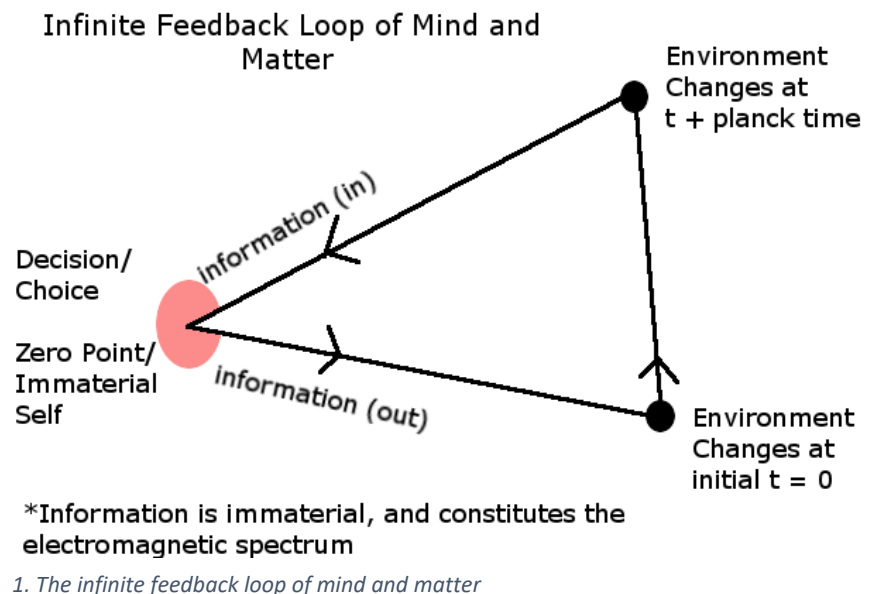 Infinite Feedback Loop of Mind and
Matter
Environment
Changes at
t + planck time
information (in)
Decision/
Choice
Zero Point/
Immaterial
Self
information (out)
Environment
Changes at
initial t = 0
*Information is immaterial, and constitutes the
electromagnetic spectrum
1. The infinite feedback loop of mind and matter